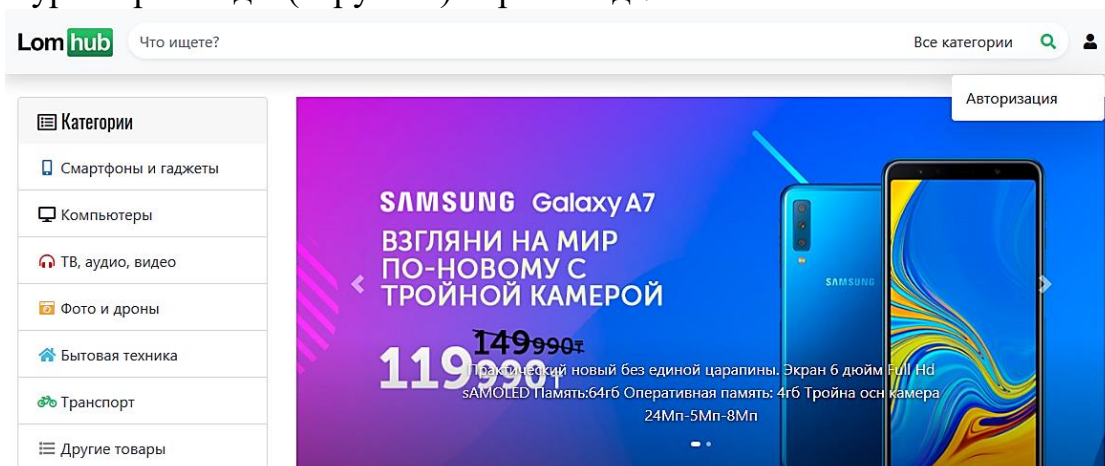 Lom hub
Что ищете?
Все категории
Авторизация
Категории
Смартфоны и гаджеты
Компьютеры
ТВ, аудио, видео
Фото и дроны
Бытовая техника
Транспорт
Другие товары
SAMSUNG Galaxy A7
ВЗГЛЯНИ НА МИР
ПО-НОВОМУ С
ТРОЙНОЙ КАМЕРОЙ
149990₸
119990₸
Практический новый без единой царапины. Экран 6 дюйм Full Hd
sAMOLED Память:64гб Оперативная память: 4гб Тройна осн камера
24Мп-5Мп-8Мп
SAMSUNG